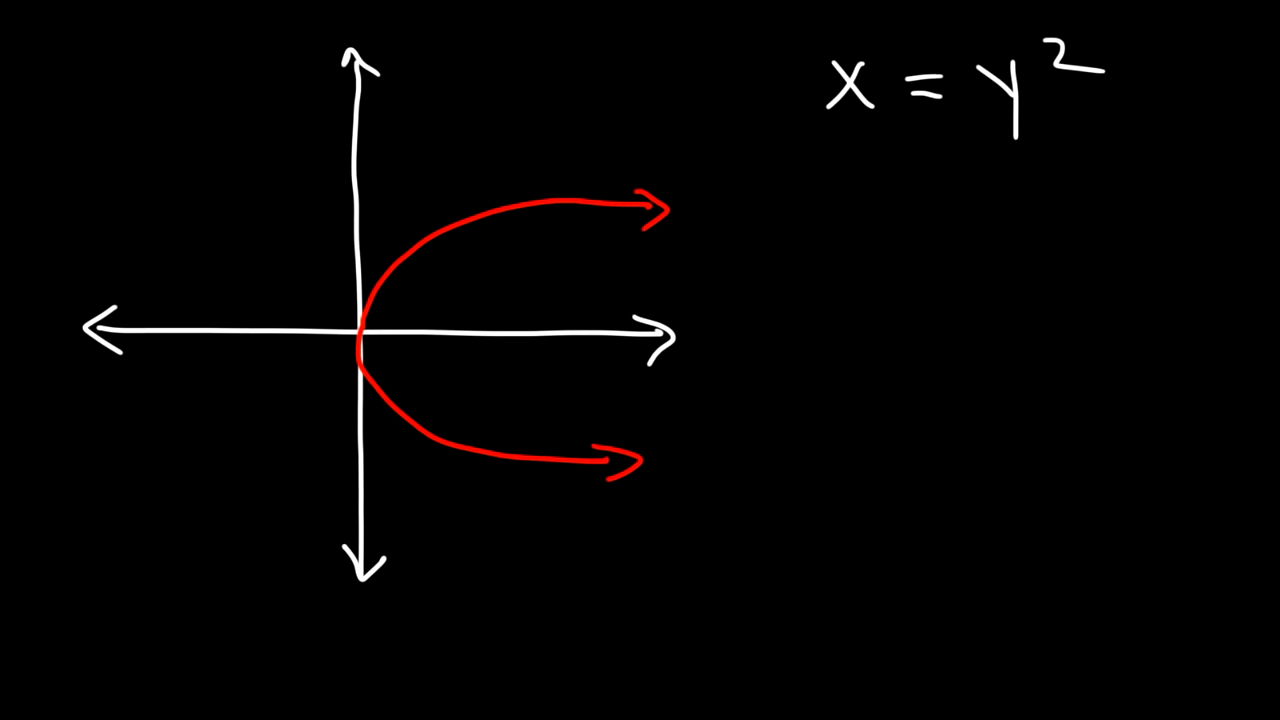 x = y²